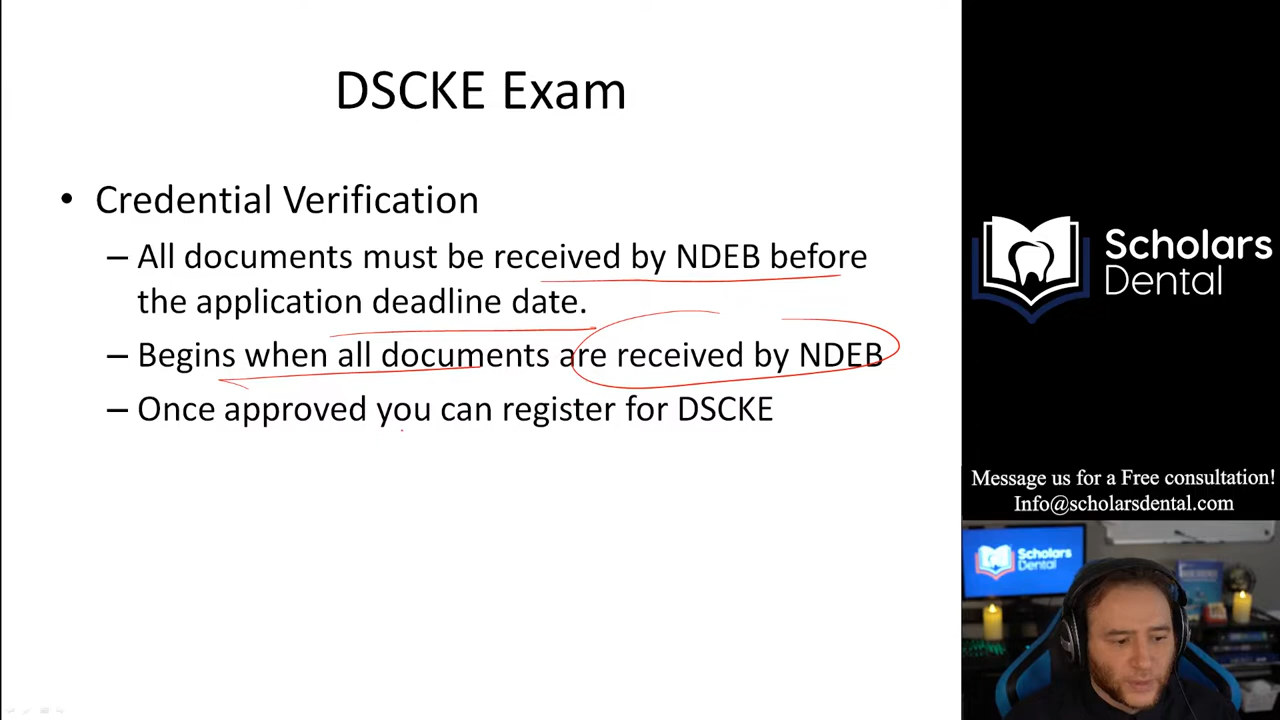 DSCKE Exam
• Credential Verification
– All documents must be received by NDEB before
the application deadline date.
– Begins when all documents are received by NDEB
– Once approved you can register for DSCKE
Scholars
Dental
Message us for a Free consultation!
Info@scholarsdental.com
Scholars
Dental